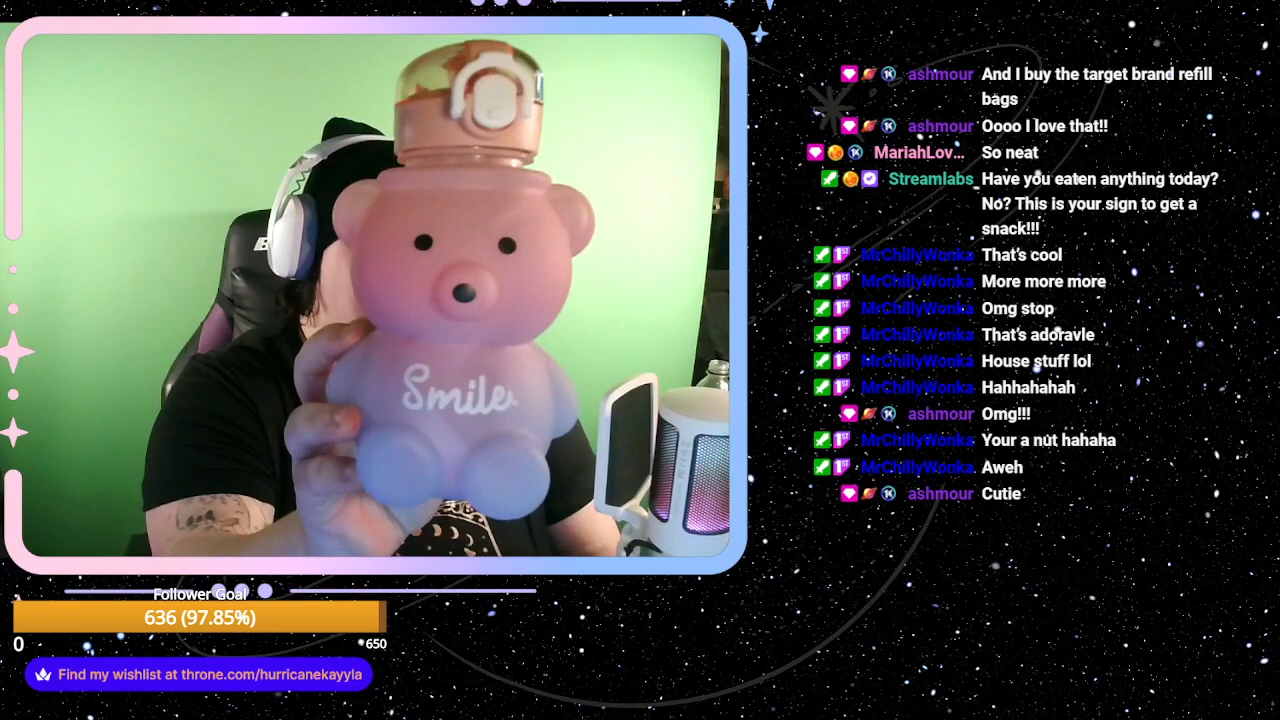 Smile.
ashmour And I buy the target brand refill
bags
ashmour Oooo I love that!!
MariahLov... So neat
Streamlabs Have you eaten anything today?
No? This is your sign to get a
snack!!!
MrChillyWonka That's cool
MrChillyWonka More more more
MrChillyWonka Omg stop
MrChillyWonka That's adoravle
MrChillyWonka House stuff lol
MrChillyWonka Hahhahahah
ashmour Omg!!!
MrChillyWonka Your a nut hahaha
MrChillyWonka Aweh
ashmour Cutie
Follower Goal
636 (97.85%)
0 650
Find my wishlist at throne.com/hurricanekayyla